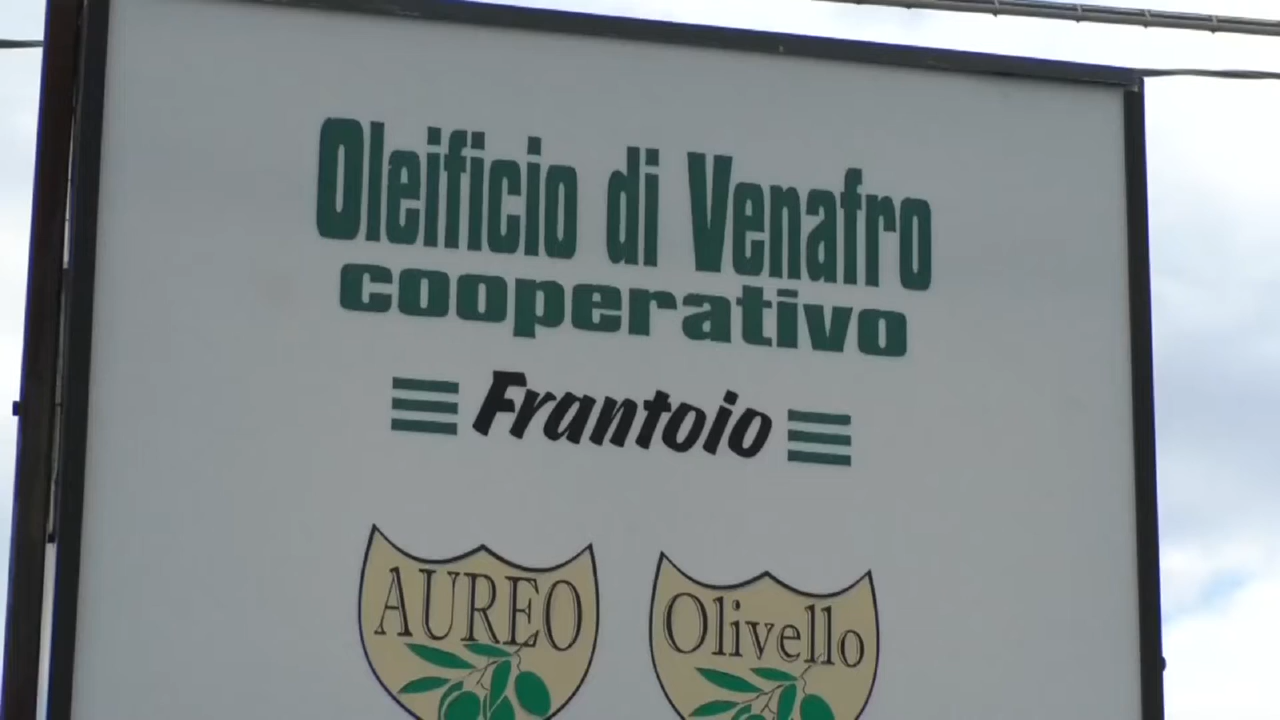 Oleificio di Venafro
cooperativo
Frantoio
AUREO
Olivello